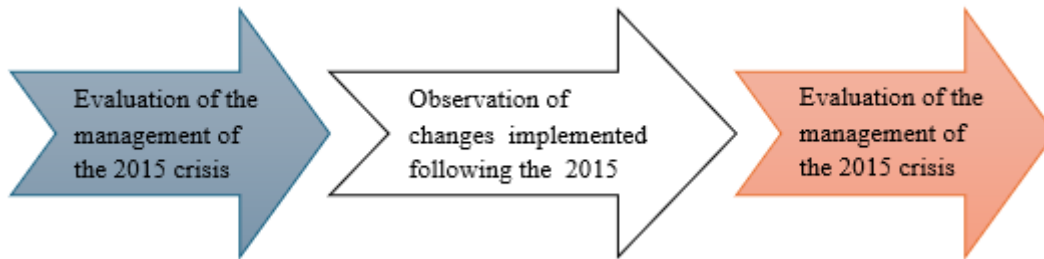 Evaluation of the
management of
the 2015 crisis
Observation of
changes implemented
following the 2015
Evaluation of the
management of
the 2015 crisis